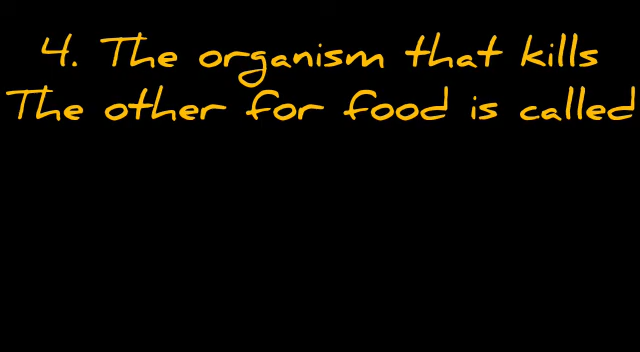 4. The organism that kills
The other for food is called